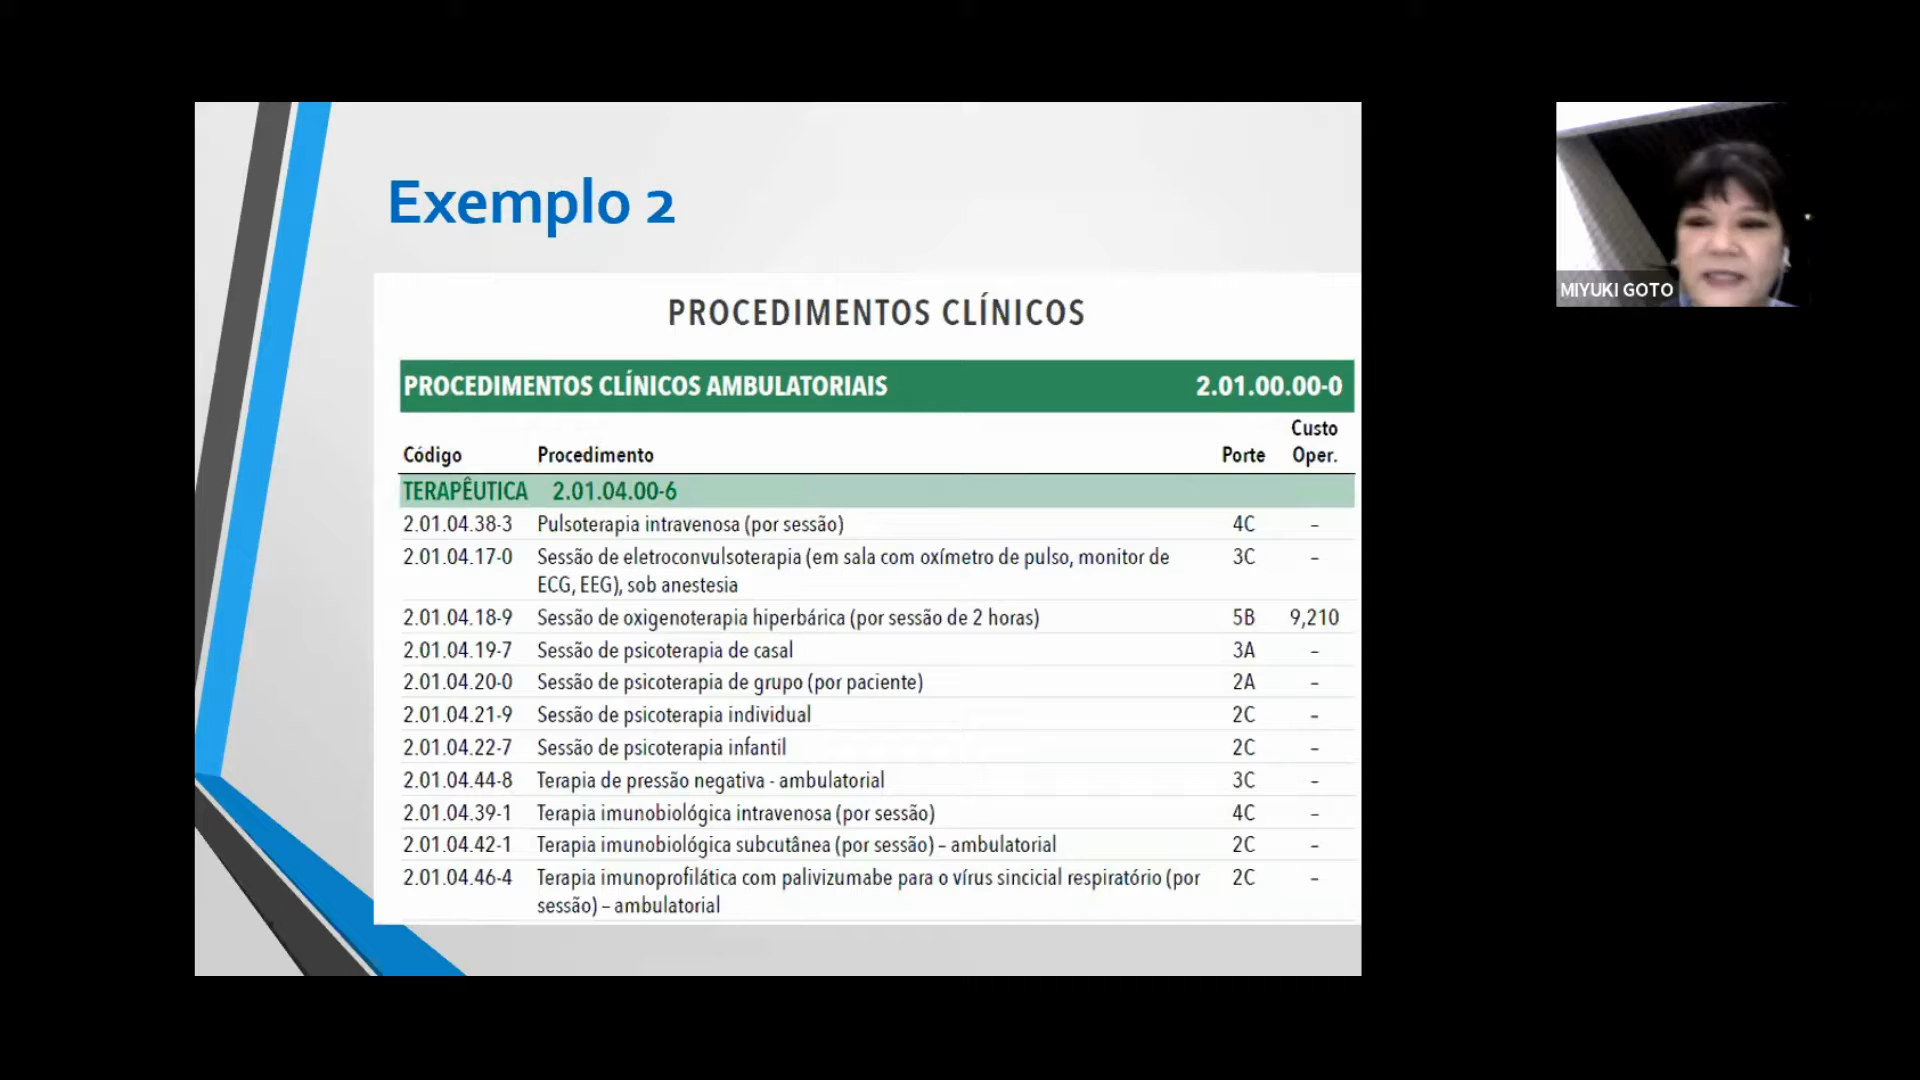 Exemplo 2
PROCEDIMENTOS CLÍNICOS
PROCEDIMENTOS CLÍNICOS AMBULATORIAIS 2.01.00.00-0
Código Procedimento Porte Custo Oper.
TERAPÊUTICA 2.01.04.00-6
2.01.04.38-3 Pulsoterapia intravenosa (por sessão) 4C –
2.01.04.17-0 Sessão de eletroconvulsoterapia (em sala com oxímetro de pulso, monitor de 3C –
ECG, EEG), sob anestesia
2.01.04.18-9 Sessão de oxigenoterapia hiperbárica (por sessão de 2 horas) 5B 9,210
2.01.04.19-7 Sessão de psicoterapia de casal 3A –
2.01.04.20-0 Sessão de psicoterapia de grupo (por paciente) 2A –
2.01.04.21-9 Sessão de psicoterapia individual 2C –
2.01.04.22-7 Sessão de psicoterapia infantil 2C –
2.01.04.44-8 Terapia de pressão negativa - ambulatorial 3C –
2.01.04.39-1 Terapia imunobiológica intravenosa (por sessão) 4C –
2.01.04.42-1 Terapia imunobiológica subcutânea (por sessão) – ambulatorial 2C –
2.01.04.46-4 Terapia imunoprofilática com palivizumabe para o vírus sincicial respiratório (por 2C –
sessão) – ambulatorial
MIYUKI GOTO